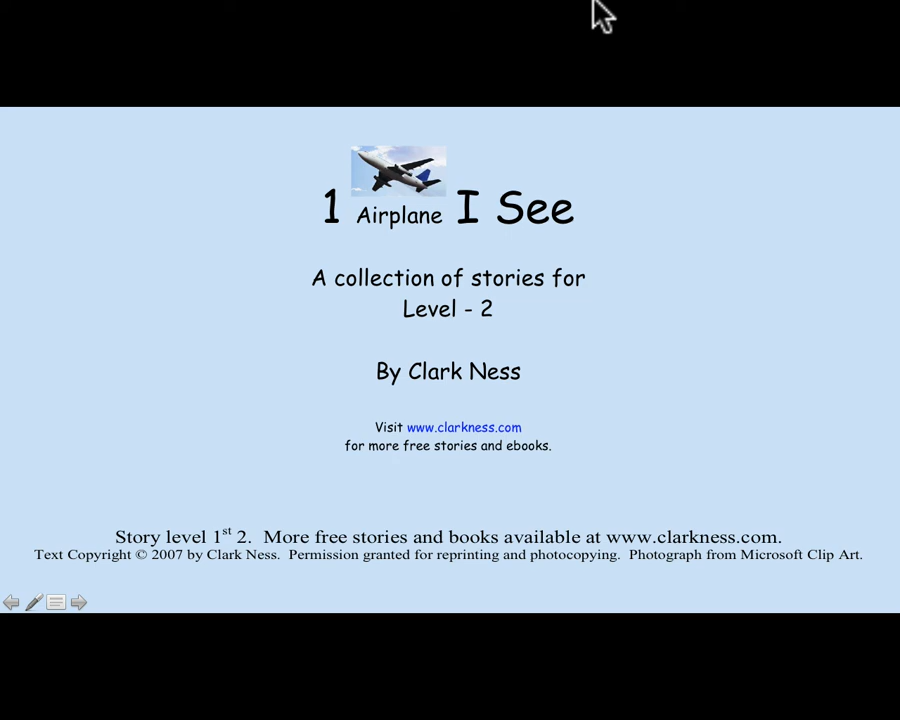 1 Airplane I See
A collection of stories for
Level - 2
By Clark Ness
Visit www.clarkness.com
for more free stories and ebooks.
Story level 1st 2.  More free stories and books available at www.clarkness.com.
Text Copyright © 2007 by Clark Ness.  Permission granted for reprinting and photocopying.  Photograph from Microsoft Clip Art.